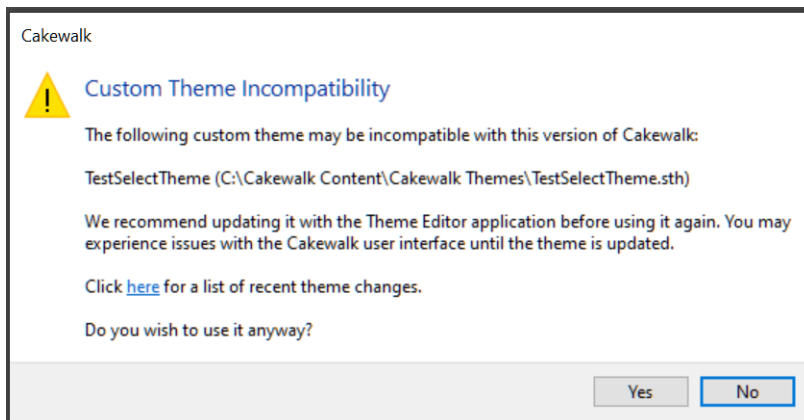 Cakewalk
Custom Theme Incompatibility
The following custom theme may be incompatible with this version of Cakewalk:
TestSelectTheme (C:\Cakewalk Content\Cakewalk Themes\TestSelectTheme.sth)
We recommend updating it with the Theme Editor application before using it again. You may
experience issues with the Cakewalk user interface until the theme is updated.
Click here for a list of recent theme changes.
Do you wish to use it anyway?
Yes No